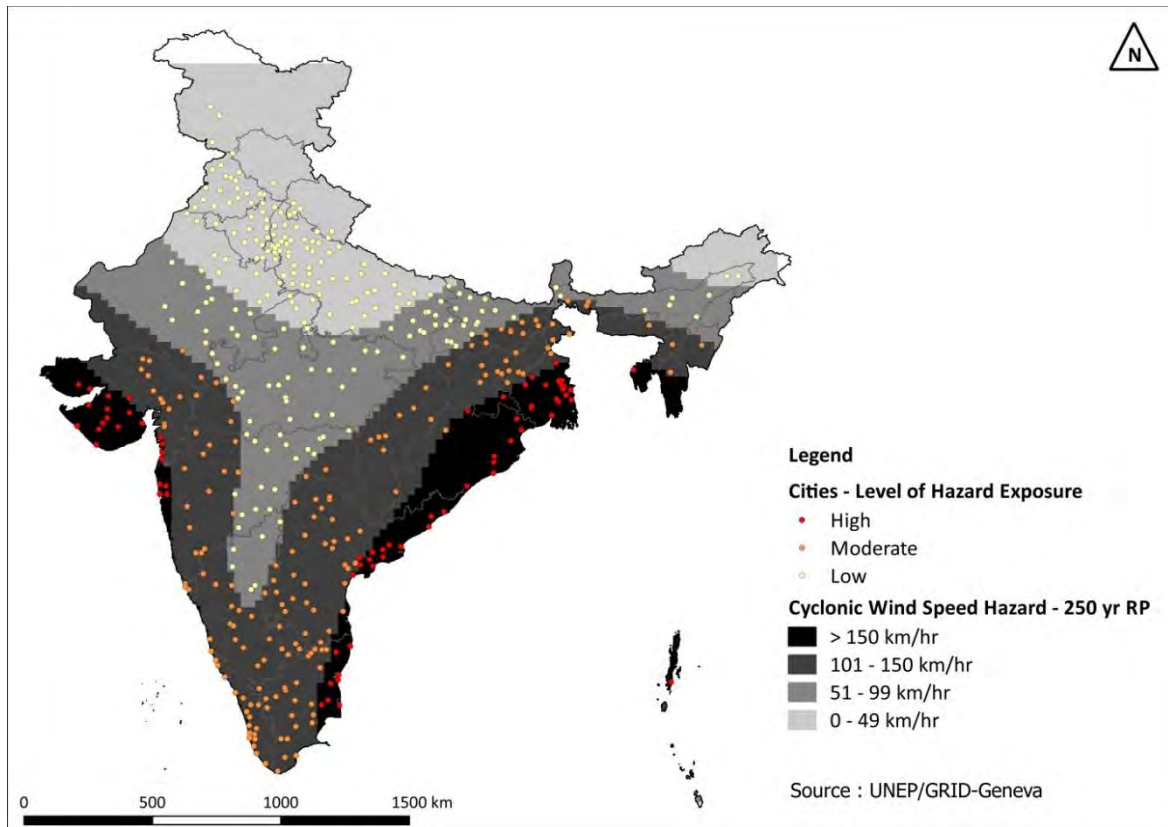 N
Legend
Cities - Level of Hazard Exposure
High
Moderate
Low
Cyclonic Wind Speed Hazard - 250 yr RP
> 150 km/hr
101 - 150 km/hr
51 - 99 km/hr
0 - 49 km/hr
Source : UNEP/GRID-Geneva
0 500 1000 1500 km